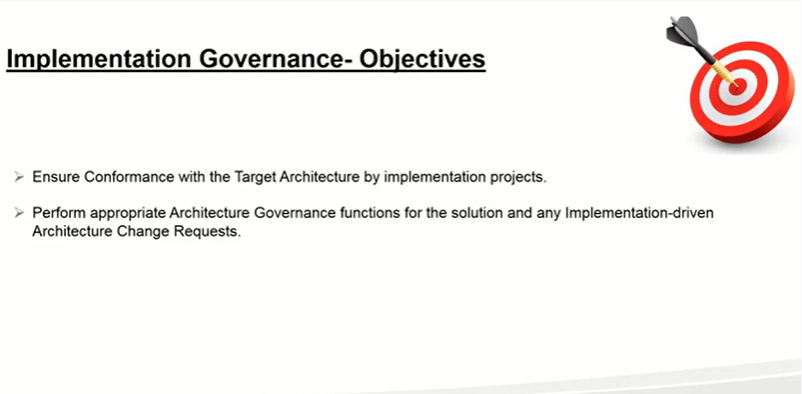 Implementation Governance- Objectives
➢ Ensure Conformance with the Target Architecture by implementation projects.
➢ Perform appropriate Architecture Governance functions for the solution and any Implementation-driven
Architecture Change Requests.